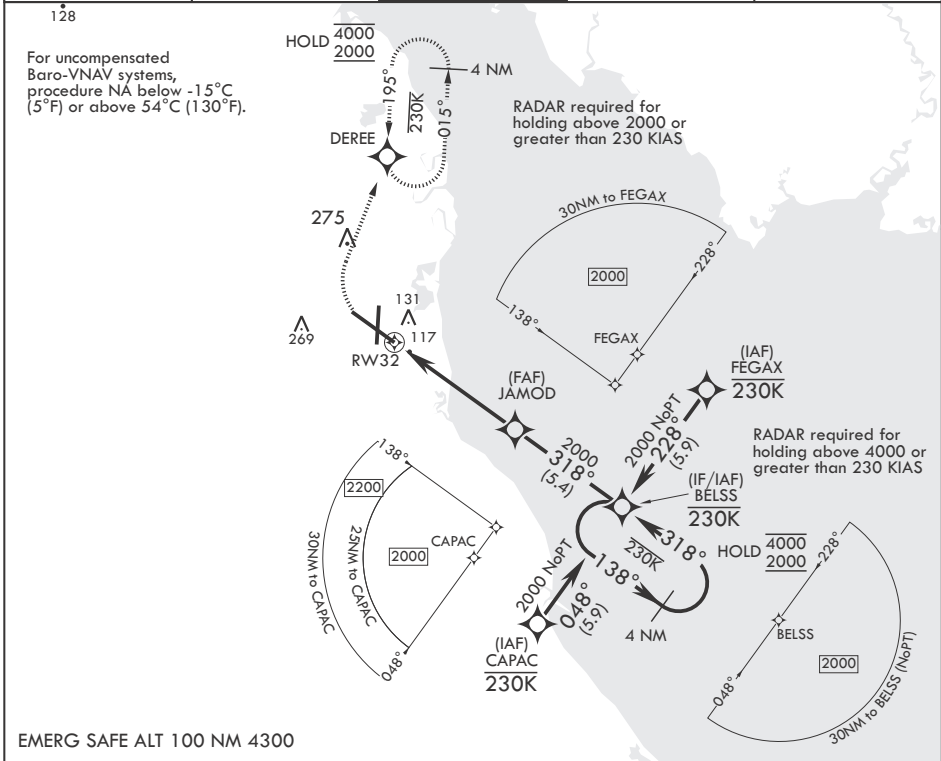 128
For uncompensated
Baro-VNAV systems,
procedure NA below -15°C
(5°F) or above 54°C (130°F).
HOLD 4000
2000
4 NM
195°
230K
015°
DEREE
RADAR required for
holding above 2000 or
greater than 230 KIAS
275
30NM to FEGAX
2000
228°
138°
FEGAX
269
131
117
RW32
(FAF)
JAMOD
(IAF)
FEGAX
230K
2000 NoPT
228°
(5.9)
2000
318°
(5.4)
RADAR required for
holding above 4000 or
greater than 230 KIAS
(IF/IAF)
BELSS
230K
318°
HOLD 4000
2000
230K
138°
4 NM
138°
2200
30NM to CAPAC
25NM to CAPAC
2000
CAPAC
048°
2000 NoPT
048°
(5.9)
(IAF)
CAPAC
230K
228°
BELSS
2000
048°
30NM to BELSS (NoPT)
EMERG SAFE ALT 100 NM 4300